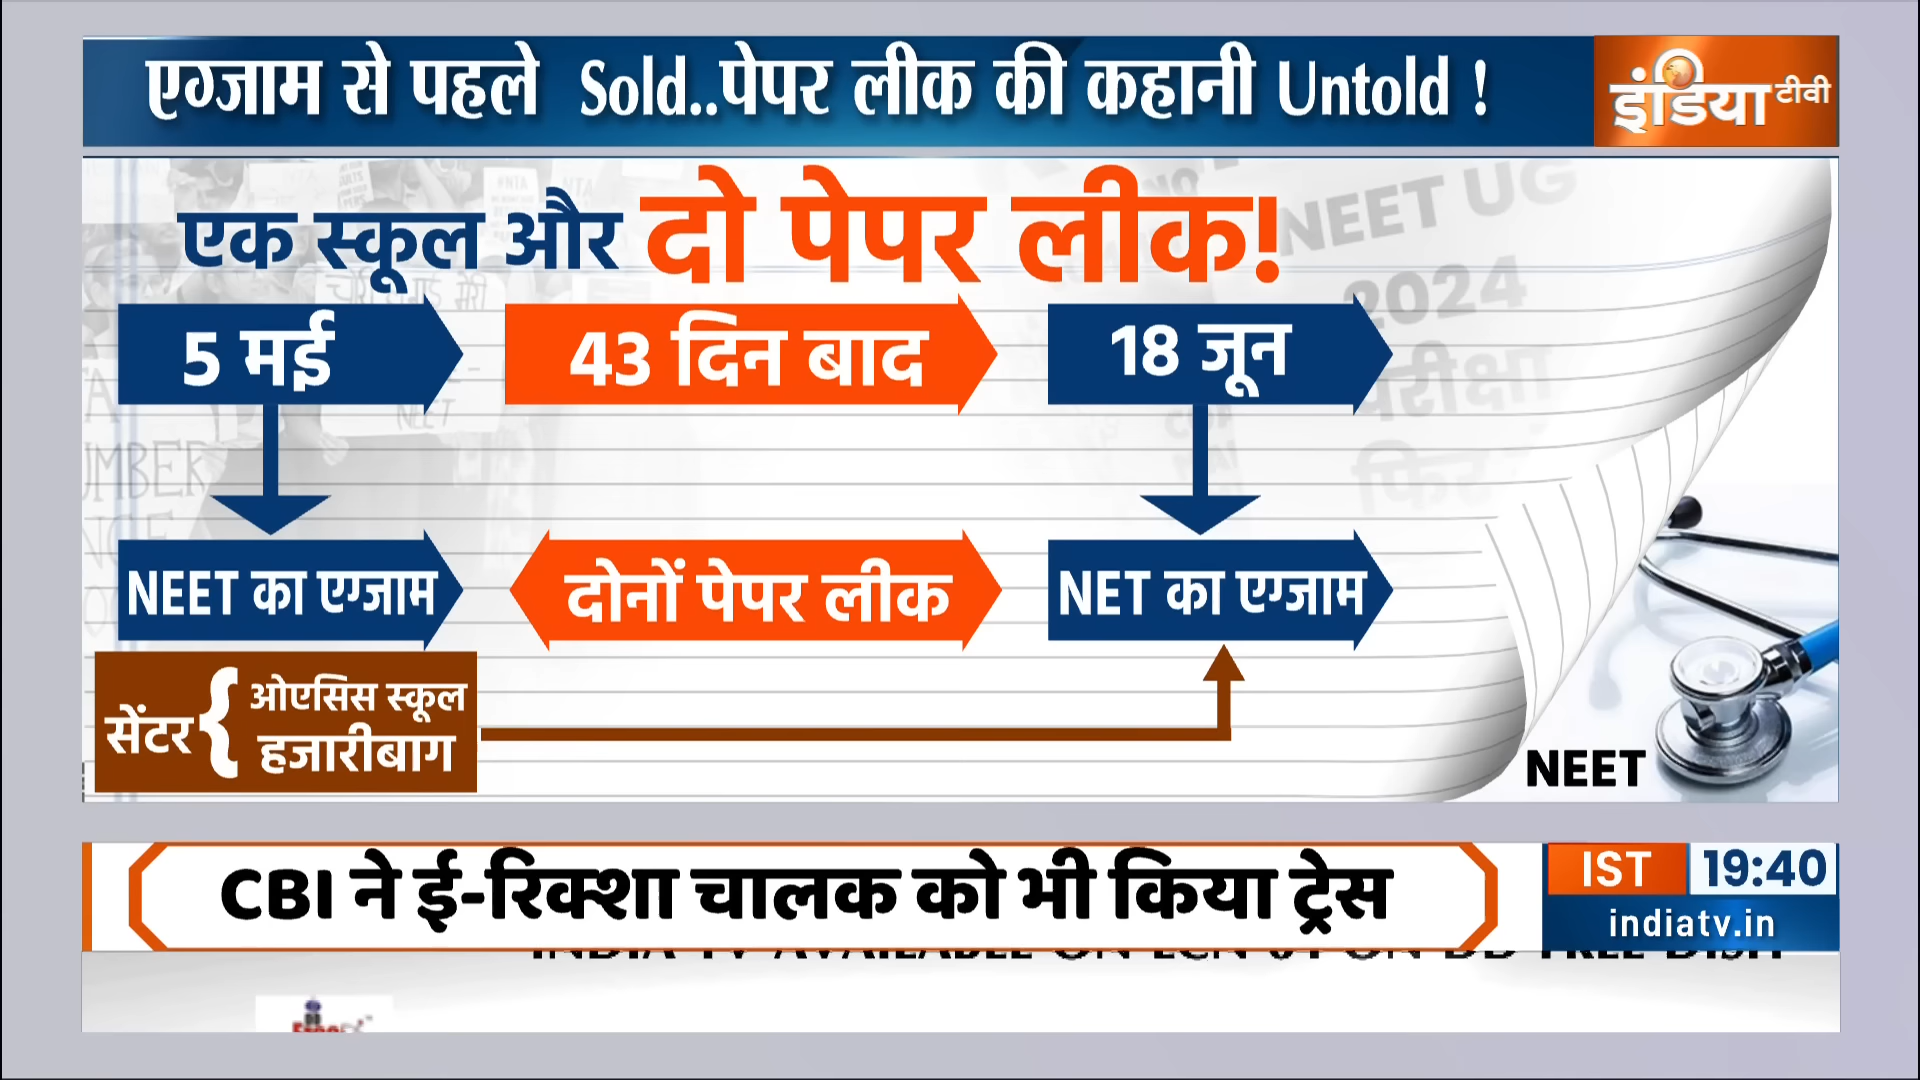 एग्जाम से पहले Sold..पेपर लीक की कहानी Untold !
इंडिया टीवी
एक स्कूल और दो पेपर लीक!
NEET UG
2024
परीक्षा
फिर
5 मई
43 दिन बाद
18 जून
NEET का एग्जाम
दोनों पेपर लीक
NET का एग्जाम
सेंटर { ओएसिस स्कूल
हजारीबाग
NEET
CBI ने ई-रिक्शा चालक को भी किया ट्रेस
IST 19:40
indiatv.in